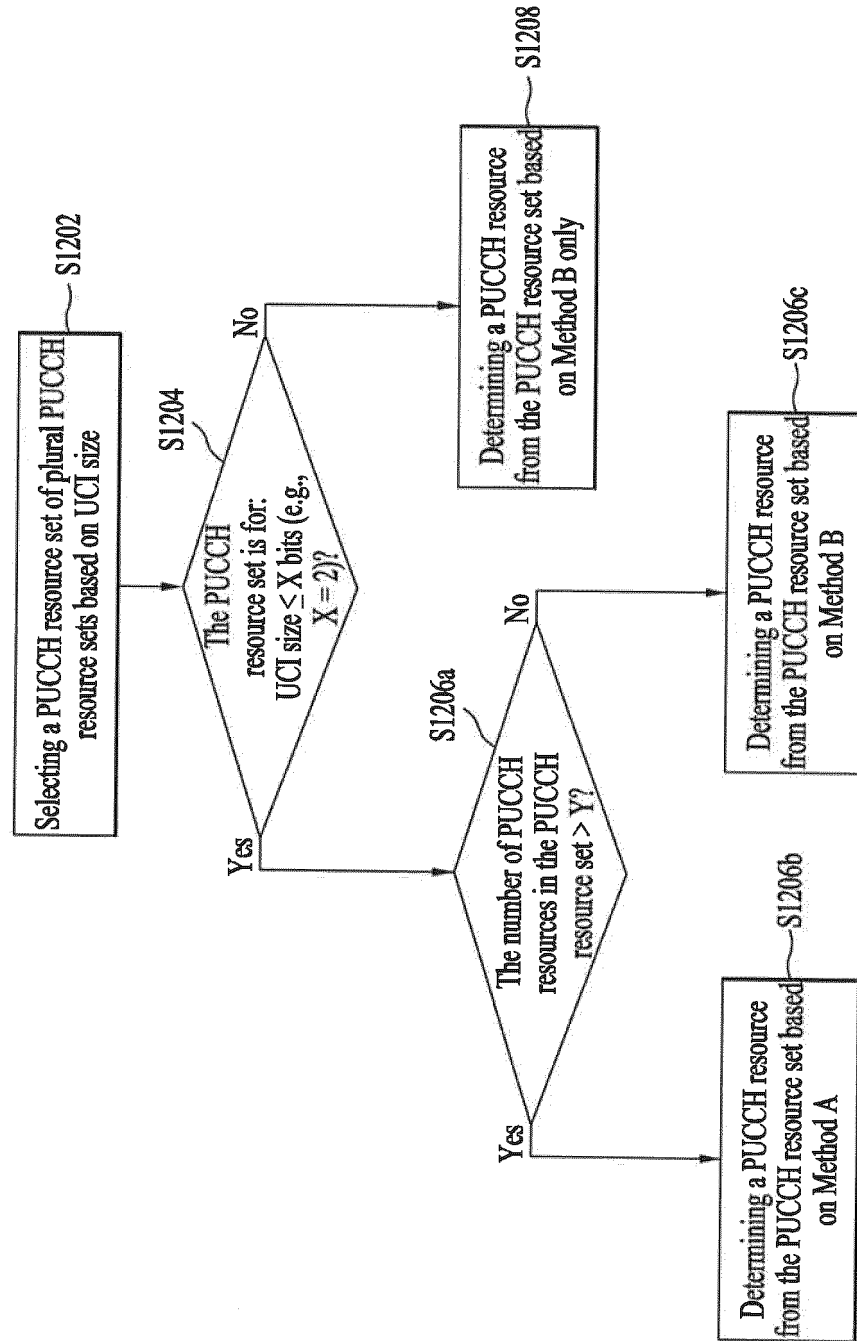 Selecting a PUCCH resource set of plural PUCCH
resource sets based on UCI size
S1202
The PUCCH
resource set is for:
UCI size ≤ X bits (e.g.,
X = 2)?
S1204
Yes
No
The number of PUCCH
resources in the PUCCH
resource set > Y?
S1206a
Determining a PUCCH resource
from the PUCCH resource set based
on Method B only
S1208
Yes
No
Determining a PUCCH resource
from the PUCCH resource set based
on Method A
S1206b
Determining a PUCCH resource
from the PUCCH resource set based
on Method B
S1206c